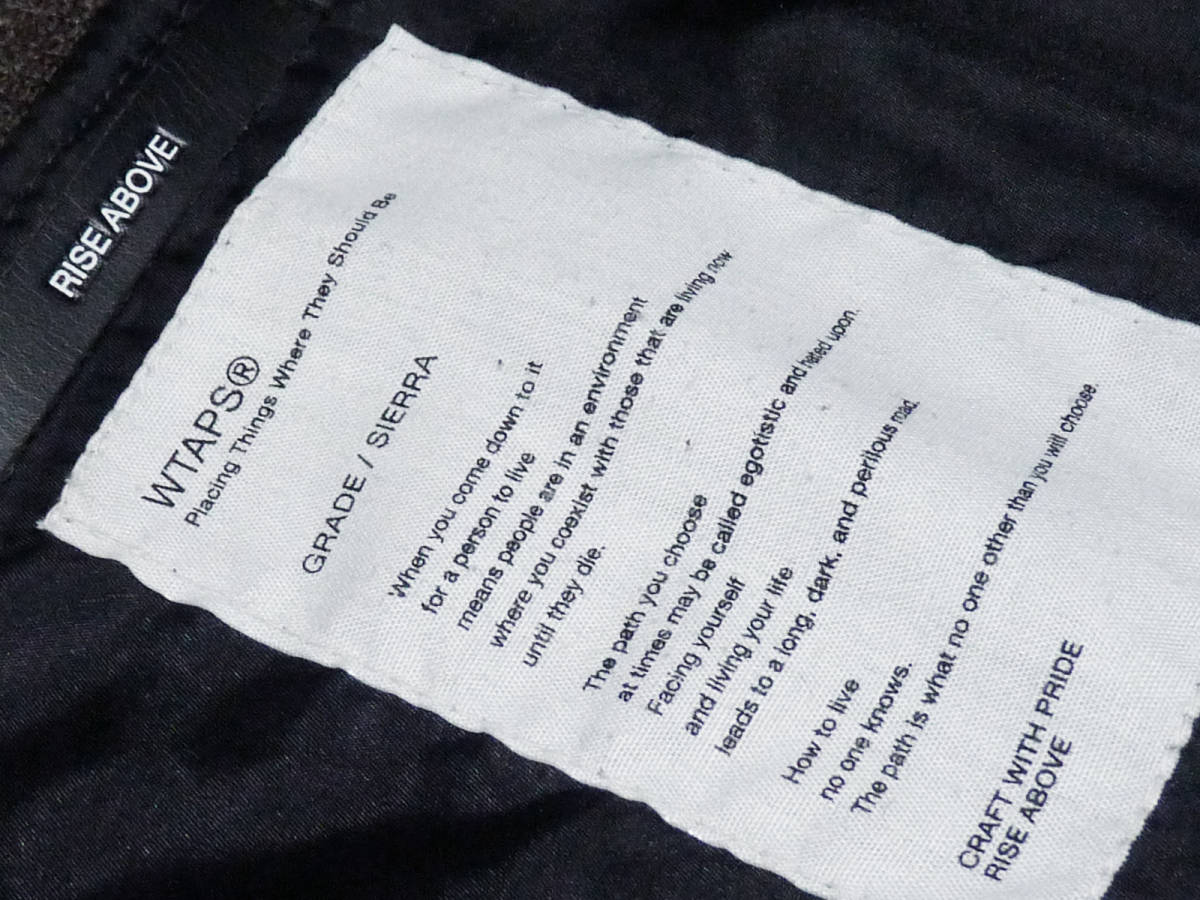 RISE ABOVE
WTAPS®
Placing Things Where They Should Be
GRADE / SIERRA
When you come down to it
for a person to live
means people are in an environment
where you coexist with those that are living now
until they die.
The path you choose
at times may be called egotistic and hated upon.
Facing yourself
and living your life
leads to a long, dark, and perilous road.
How to live
no one knows.
The path is what no one other than you will choose.
CRAFT WITH PRIDE
RISE ABOVE